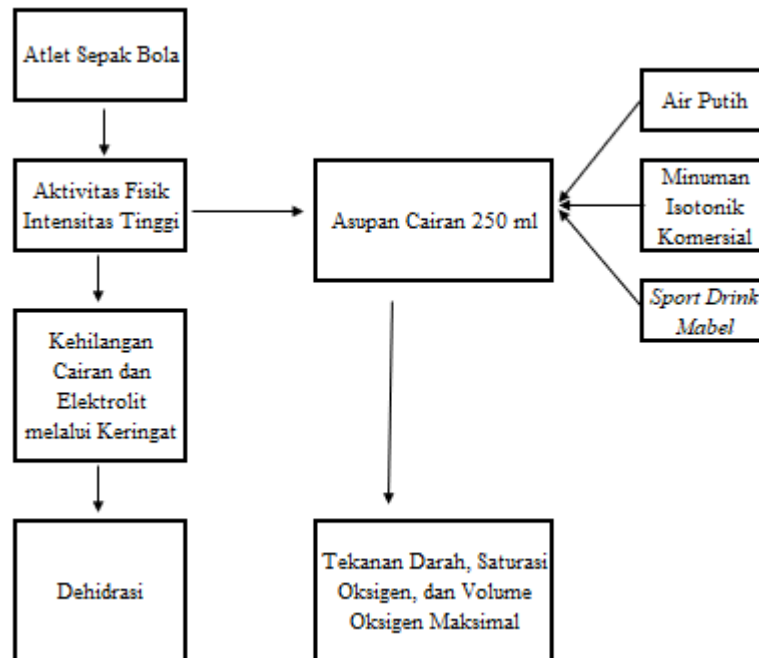 Atlet Sepak Bola
Aktivitas Fisik
Intensitas Tinggi
Kehilangan
Cairan dan
Elektrolit
melalui Keringat
Dehidrasi
Asupan Cairan 250 ml
Tekanan Darah, Saturasi
Oksigen, dan Volume
Oksigen Maksimal
Air Putih
Minuman
Isotonik
Komersial
Sport Drink
Mabel